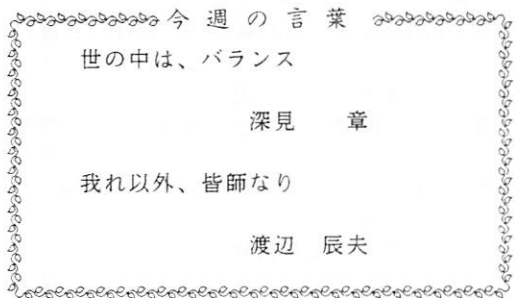 今週の言葉
世の中は、バランス
深見　章
我れ以外、皆師なり
渡辺　辰夫